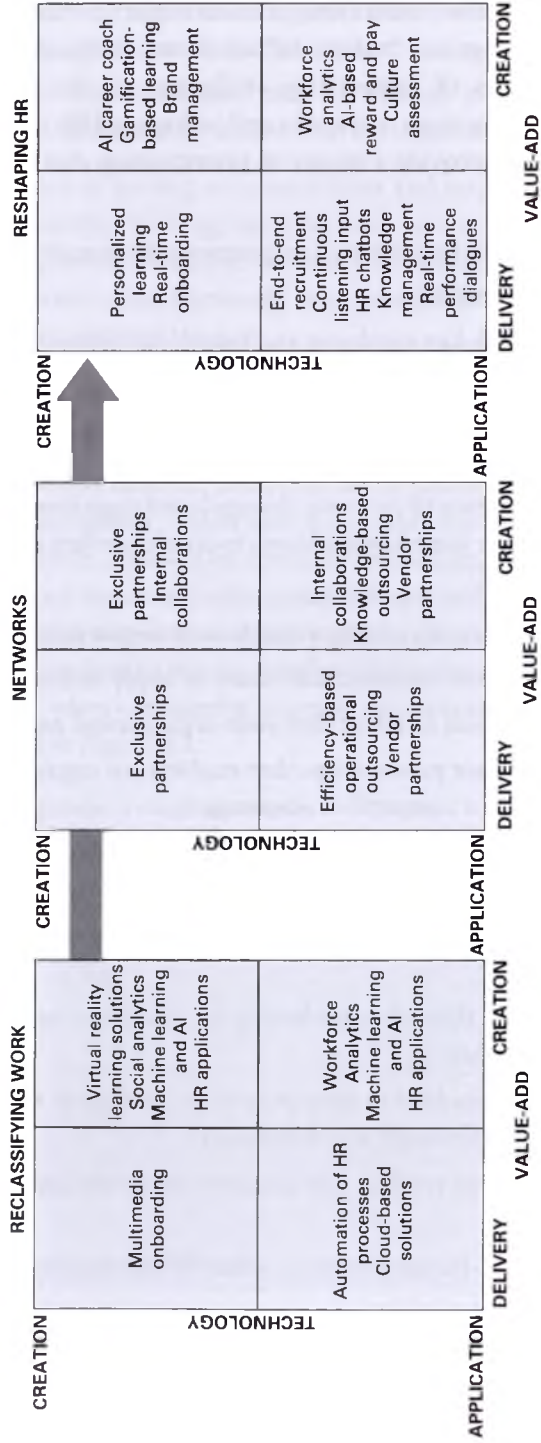 RECLASSIFYING WORK
CREATION
TECHNOLOGY
APPLICATION
Multimedia
onboarding
Virtual reality
learning solutions
Social analytics
Machine learning
and AI
HR applications
Automation of HR
processes
Cloud-based
solutions
Workforce
Analytics
Machine learning
and AI
HR applications
DELIVERY
CREATION
VALUE-ADD
NETWORKS
CREATION
TECHNOLOGY
APPLICATION
Exclusive
partnerships
Exclusive
partnerships
Internal
collaborations
Efficiency-based
operational
outsourcing
Vendor
partnerships
Internal
collaborations
Knowledge-based
outsourcing
Vendor
partnerships
DELIVERY
CREATION
VALUE-ADD
RESHAPING HR
CREATION
TECHNOLOGY
APPLICATION
Personalized
learning
Real-time
onboarding
AI career coach
Gamification-
based learning
Brand
management
End-to-end
recruitment
Continuous
listening input
HR chatbots
Knowledge
management
Real-time
performance
dialogues
Workforce
analytics
AI-based
reward and pay
Culture
assessment
DELIVERY
CREATION
VALUE-ADD